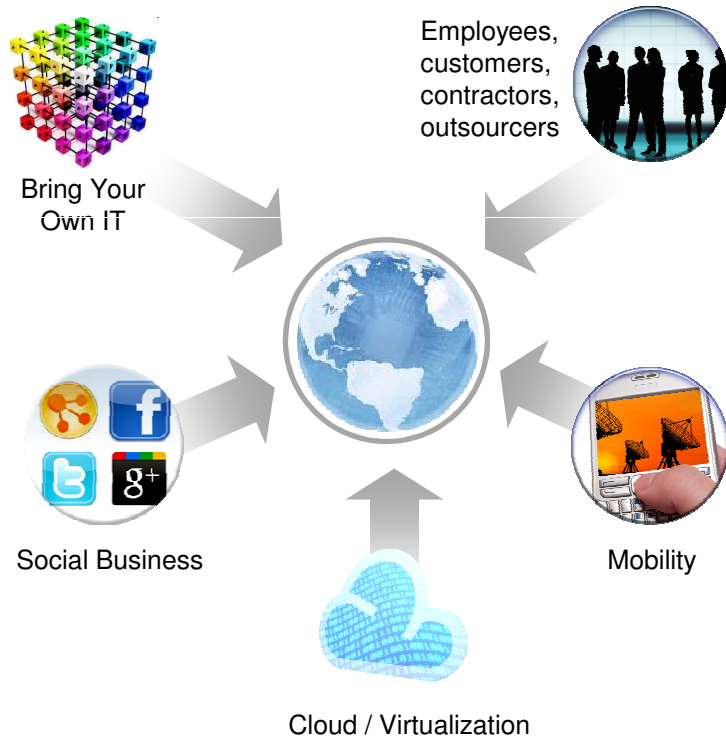 Employees,
customers,
contractors,
outsourcers
Bring Your
Own IT
f
t
g+
Social Business
Mobility
Cloud / Virtualization